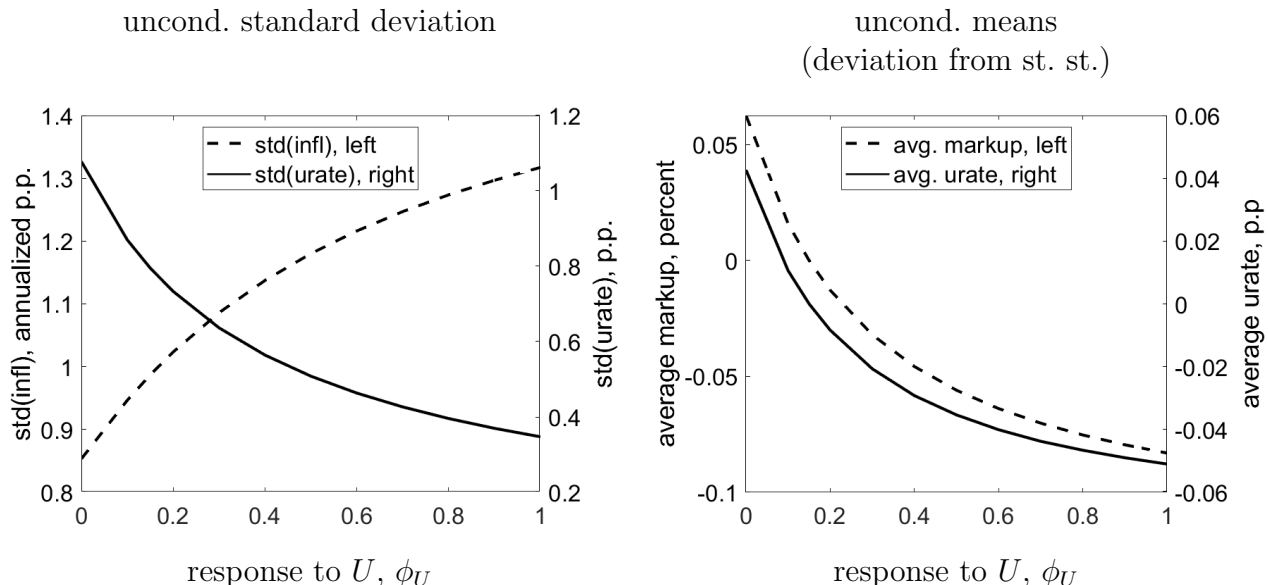 uncond. standard deviation
1.4
1.3
1.2
1.1
1
0.9
0.8
std(infl), annualized p.p.
std(infl), left
std(urate), right
1.2
1
0.8
0.6
0.4
0.2
std(urate), p.p.
0 0.2 0.4 0.6 0.8 1
response to U, ϕ_U
uncond. means
(deviation from st. st.)
0.05
0
-0.05
-0.1
average markup, percent
avg. markup, left
avg. urate, right
0.06
0.04
0.02
0
-0.02
-0.04
-0.06
average urate, p.p
0 0.2 0.4 0.6 0.8 1
response to U, ϕ_U